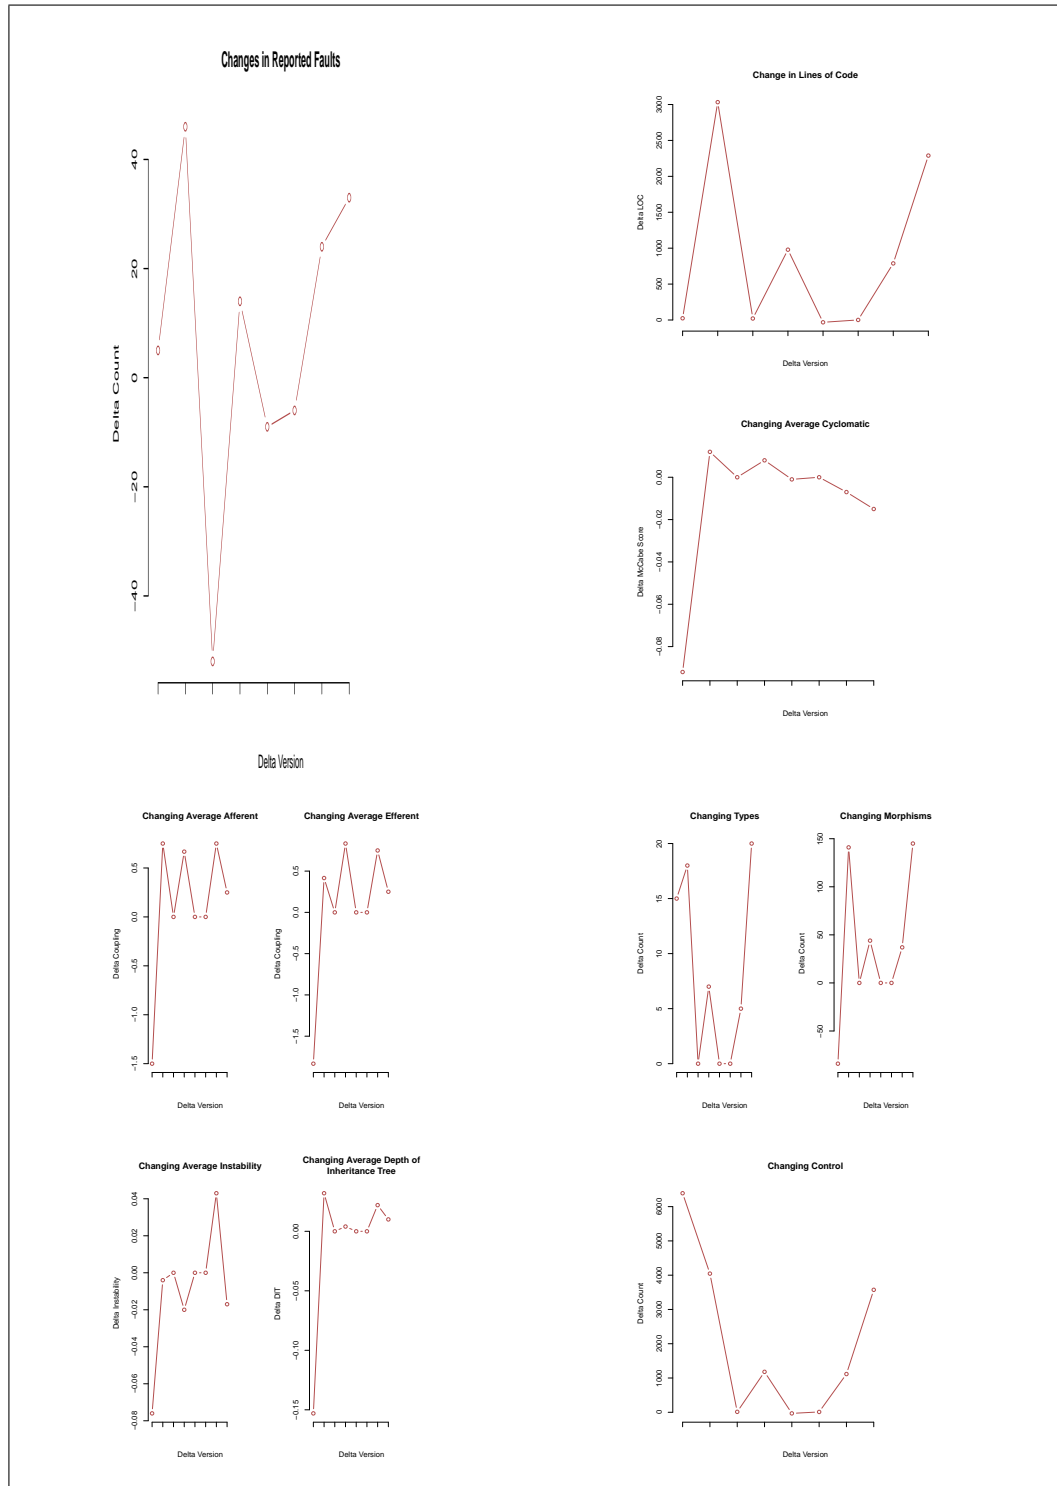 Changes in Reported Faults
Delta Count
40
20
0
−20
−40
Delta Version
Change in Lines of Code
Delta LOC
3000
2500
2000
1500
1000
500
0
Delta Version
Changing Average Cyclomatic
Delta McCabe Score
0.00
−0.02
−0.04
−0.06
−0.08
Delta Version
Changing Average Afferent
Delta Coupling
0.5
0.0
−0.5
−1.0
−1.5
Delta Version
Changing Average Efferent
Delta Coupling
0.5
0.0
−0.5
−1.0
−1.5
Delta Version
Changing Types
Delta Count
20
15
10
5
0
Delta Version
Changing Morphisms
Delta Count
150
100
50
0
−50
Delta Version
Changing Average Instability
Delta Instability
0.04
0.02
0.00
−0.02
−0.04
−0.06
−0.08
Delta Version
Changing Average Depth of
Inheritance Tree
Delta DIT
0.00
−0.05
−0.10
−0.15
Delta Version
Changing Control
Delta Count
6000
5000
4000
3000
2000
1000
0
Delta Version